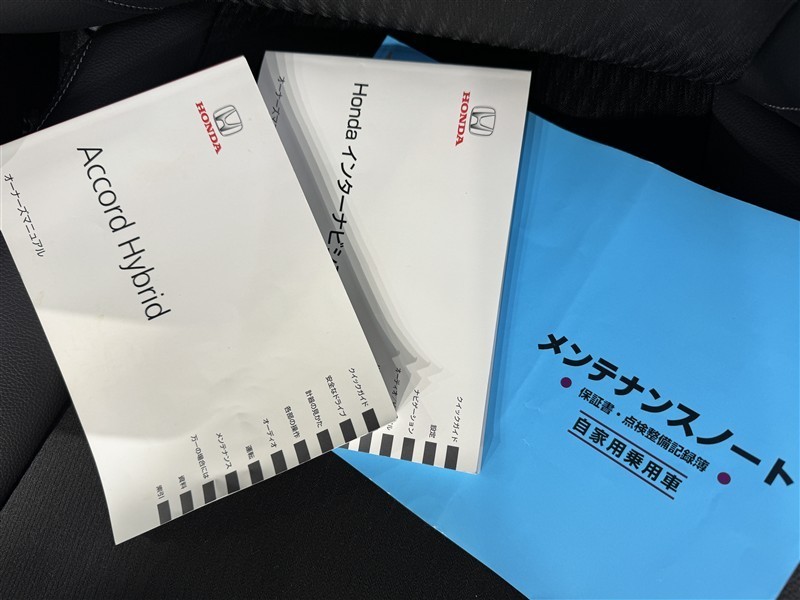 HONDA
Accord Hybrid
オーナーズマニュアル
クイックガイド
安全なドライブ
計器の見かた
各部の操作
オーディオ
運転
メンテナンス
万一の場合には
資料
索引
HONDA
Honda インターナビ
クイックガイド
設定
ナビゲーション
メンテナンスノート
保証書・点検整備記録簿
自家用乗用車